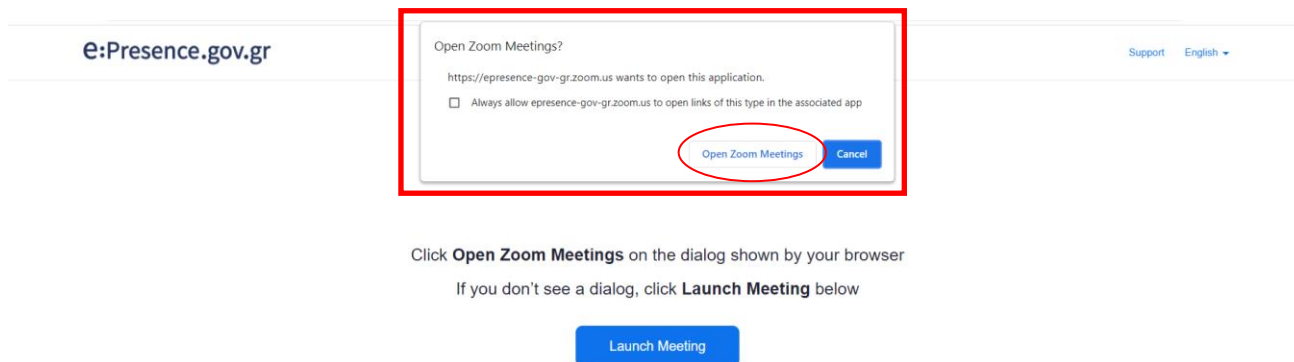 e:Presence.gov.gr
Support English
Open Zoom Meetings?
https://epresence-gov-gr.zoom.us wants to open this application.
Always allow epresence-gov-gr.zoom.us to open links of this type in the associated app
Open Zoom Meetings Cancel
Click Open Zoom Meetings on the dialog shown by your browser
If you don't see a dialog, click Launch Meeting below
Launch Meeting